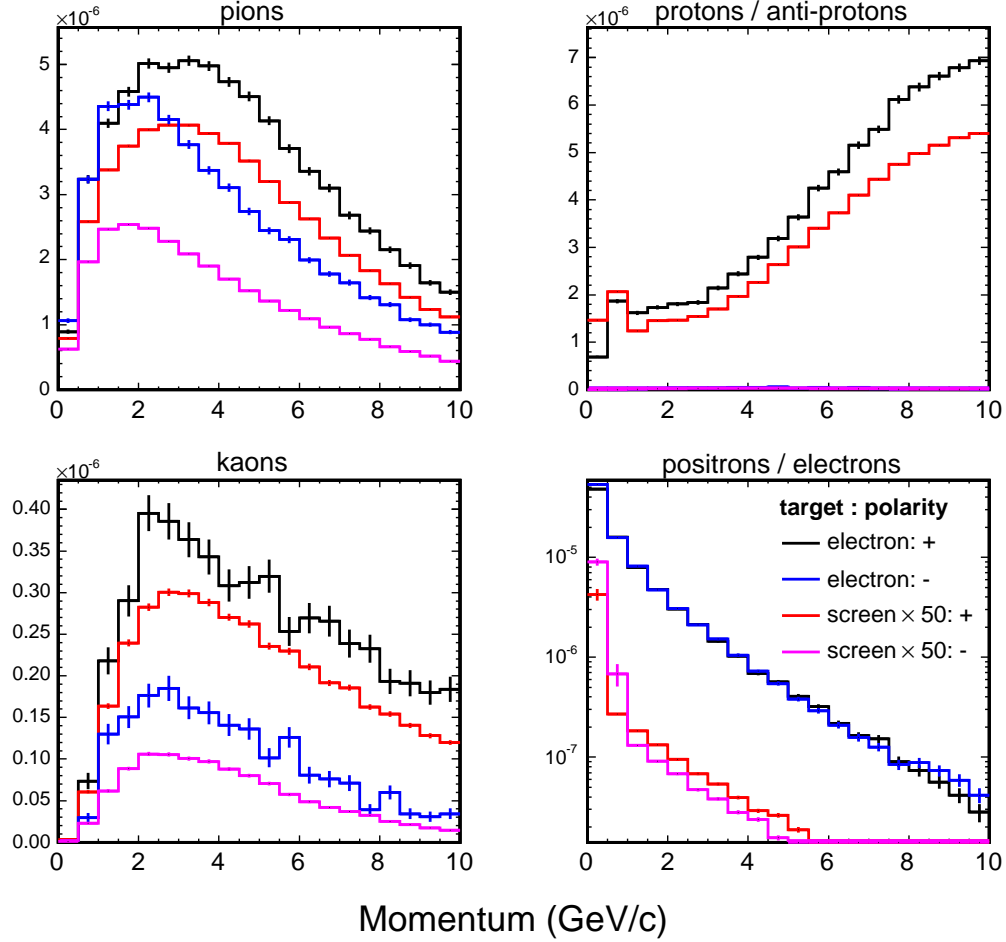 pions
protons / anti-protons
×10⁻⁶
×10⁻⁶
5
4
3
2
1
0
0 2 4 6 8 10
7
6
5
4
3
2
1
0
0 2 4 6 8 10
kaons
positrons / electrons
×10⁻⁶
0.40
0.35
0.30
0.25
0.20
0.15
0.10
0.05
0.00
0 2 4 6 8 10
target : polarity
electron: +
electron: -
screen × 50: +
screen × 50: -
10⁻⁵
10⁻⁶
10⁻⁷
0 2 4 6 8 10
Momentum (GeV/c)